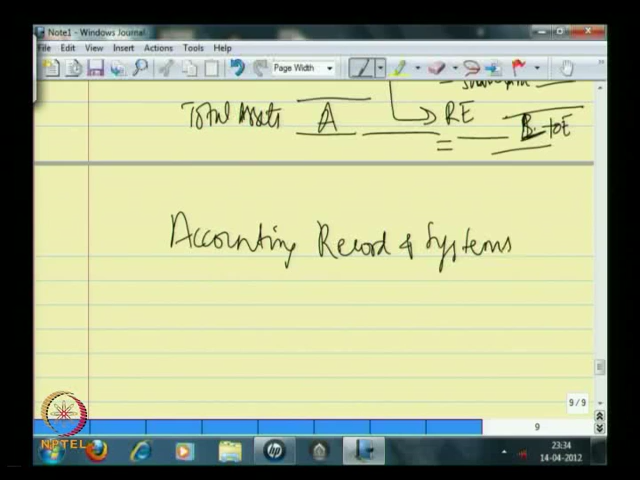 Note1 - Windows Journal
File Edit View Insert Actions Tools Help
Page Width
Total Assets A RE
= + OE
Accounting Record & Systems
9/9
9
NPTEL
23:34
14-04-2012